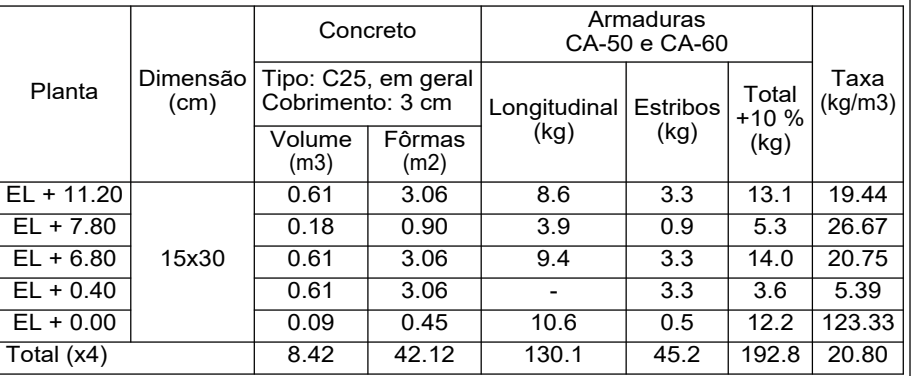 Planta
Dimensão
(cm)
Concreto
Tipo: C25, em geral
Cobrimento: 3 cm
Volume
(m3)
Fôrmas
(m2)
Armaduras
CA-50 e CA-60
Longitudinal
(kg)
Estribos
(kg)
Total
+10 %
(kg)
Taxa
(kg/m3)
EL + 11.20 0.61 3.06 8.6 3.3 13.1 19.44
EL + 7.80 0.18 0.90 3.9 0.9 5.3 26.67
EL + 6.80 15x30 0.61 3.06 9.4 3.3 14.0 20.75
EL + 0.40 0.61 3.06 - 3.3 3.6 5.39
EL + 0.00 0.09 0.45 10.6 0.5 12.2 123.33
Total (x4) 8.42 42.12 130.1 45.2 192.8 20.80